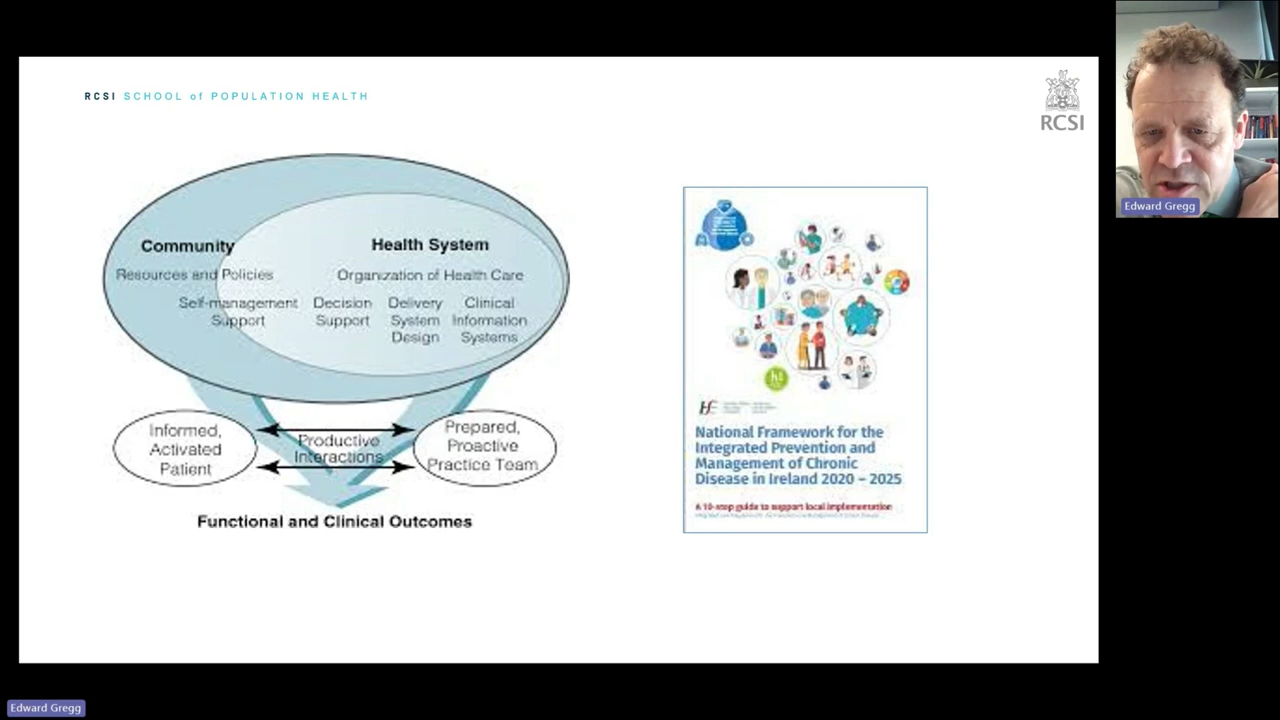 RCSI SCHOOL of POPULATION HEALTH
RCSI
Community
Resources and Policies
Self-management
Support
Health System
Organization of Health Care
Decision
Support
Delivery
System
Design
Clinical
Information
Systems
Informed,
Activated
Patient
Productive
Interactions
Prepared,
Proactive
Practice Team
Functional and Clinical Outcomes
National Framework for the
Integrated Prevention and
Management of Chronic
Disease in Ireland 2020 – 2025
A 10-step guide to support local implementation
Edward Gregg
Edward Gregg